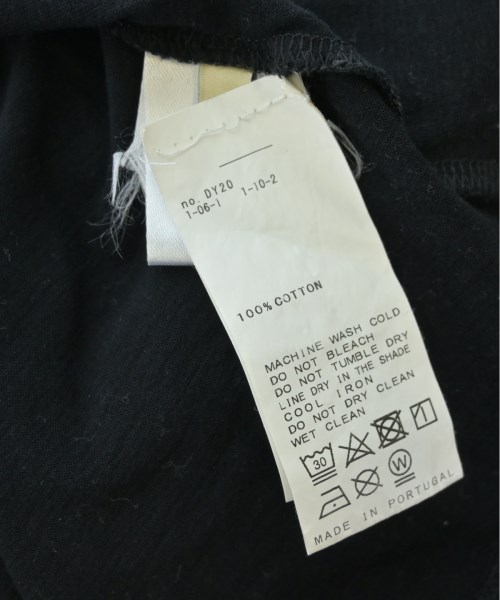 no. DY20
1-06-1 1-10-2
100% COTTON
MACHINE WASH COLD
DO NOT BLEACH
DO NOT TUMBLE DRY
LINE DRY IN THE SHADE
COOL IRON
DO NOT DRY CLEAN
WET CLEAN
30
W
MADE IN PORTUGAL